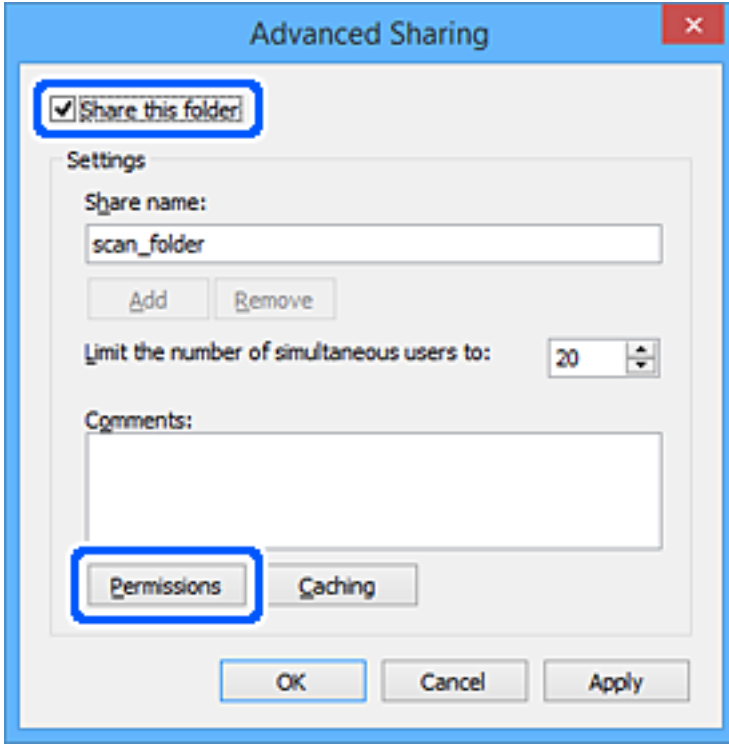 Advanced Sharing
Share this folder
Settings
Share name:
scan_folder
Add Remove
Limit the number of simultaneous users to: 20
Comments:
Permissions Caching
OK Cancel Apply